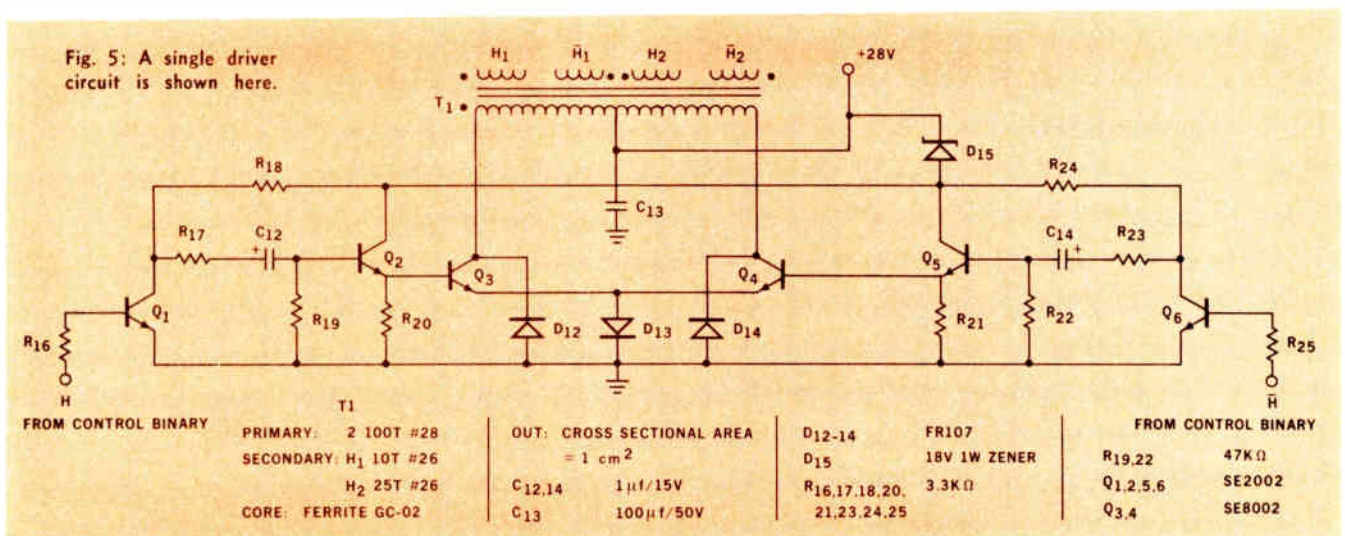 Fig. 5: A single driver
circuit is shown here.
H1 H̄1 H2 H̄2
+28V
T1
D15
R18
R24
C13
R17
C12
C14
R23
Q2
Q5
Q3
Q4
Q1
Q6
R19
R20
D12
D13
D14
R21
R22
R16
R25
H
H̄
FROM CONTROL BINARY
FROM CONTROL BINARY
T1
PRIMARY: 2 100T #28
SECONDARY: H1 10T #26
H2 25T #26
CORE: FERRITE GC-02
OUT: CROSS SECTIONAL AREA
= 1 cm2
C12,14 1µf/15V
C13 100µf/50V
D12-14 FR107
D15 18V 1W ZENER
R16,17,18,20, 3.3KΩ
21,23,24,25
R19,22 47KΩ
Q1,2,5,6 SE2002
Q3,4 SE8002